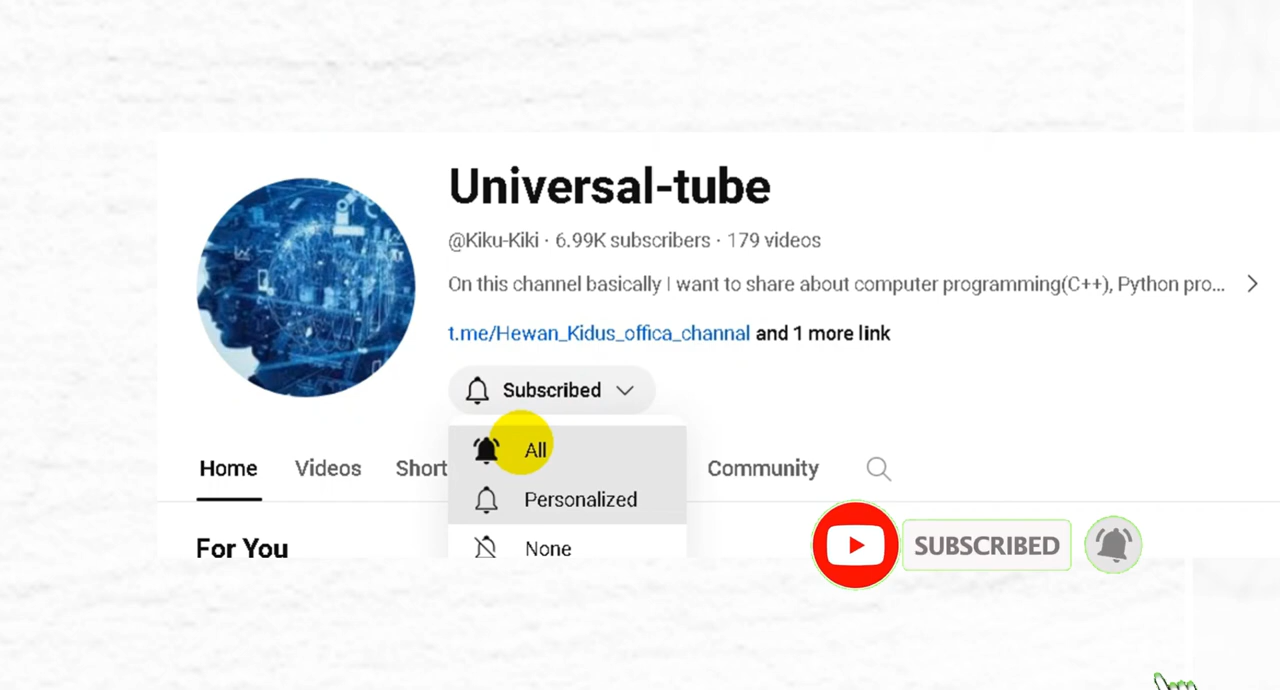 Universal-tube
@Kiku-Kiki · 6.99K subscribers · 179 videos
On this channel basically I want to share about computer programming(C++), Python pro...
t.me/Hewan_Kidus_offica_channal and 1 more link
Subscribed
All
Home Videos Short Community
Personalized
For You
None
SUBSCRIBED